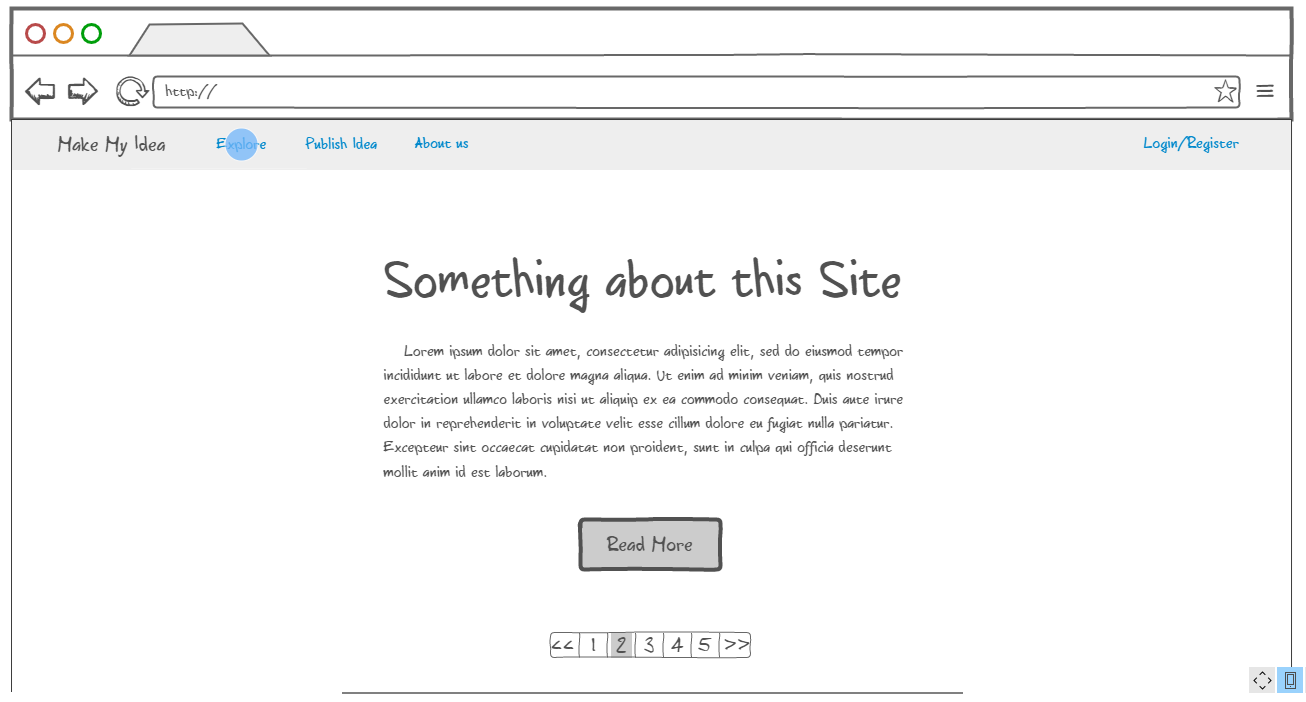 http://
Make My Idea Explore Publish Idea About us Login/Register
Something about this Site
Lorem ipsum dolor sit amet, consectetur adipisicing elit, sed do eiusmod tempor
incididunt ut labore et dolore magna aliqua. Ut enim ad minim veniam, quis nostrud
exercitation ullamco laboris nisi ut aliquip ex ea commodo consequat. Duis aute irure
dolor in reprehenderit in voluptate velit esse cillum dolore eu fugiat nulla pariatur.
Excepteur sint occaecat cupidatat non proident, sunt in culpa qui officia deserunt
mollit anim id est laborum.
Read More
<< 1 2 3 4 5 >>